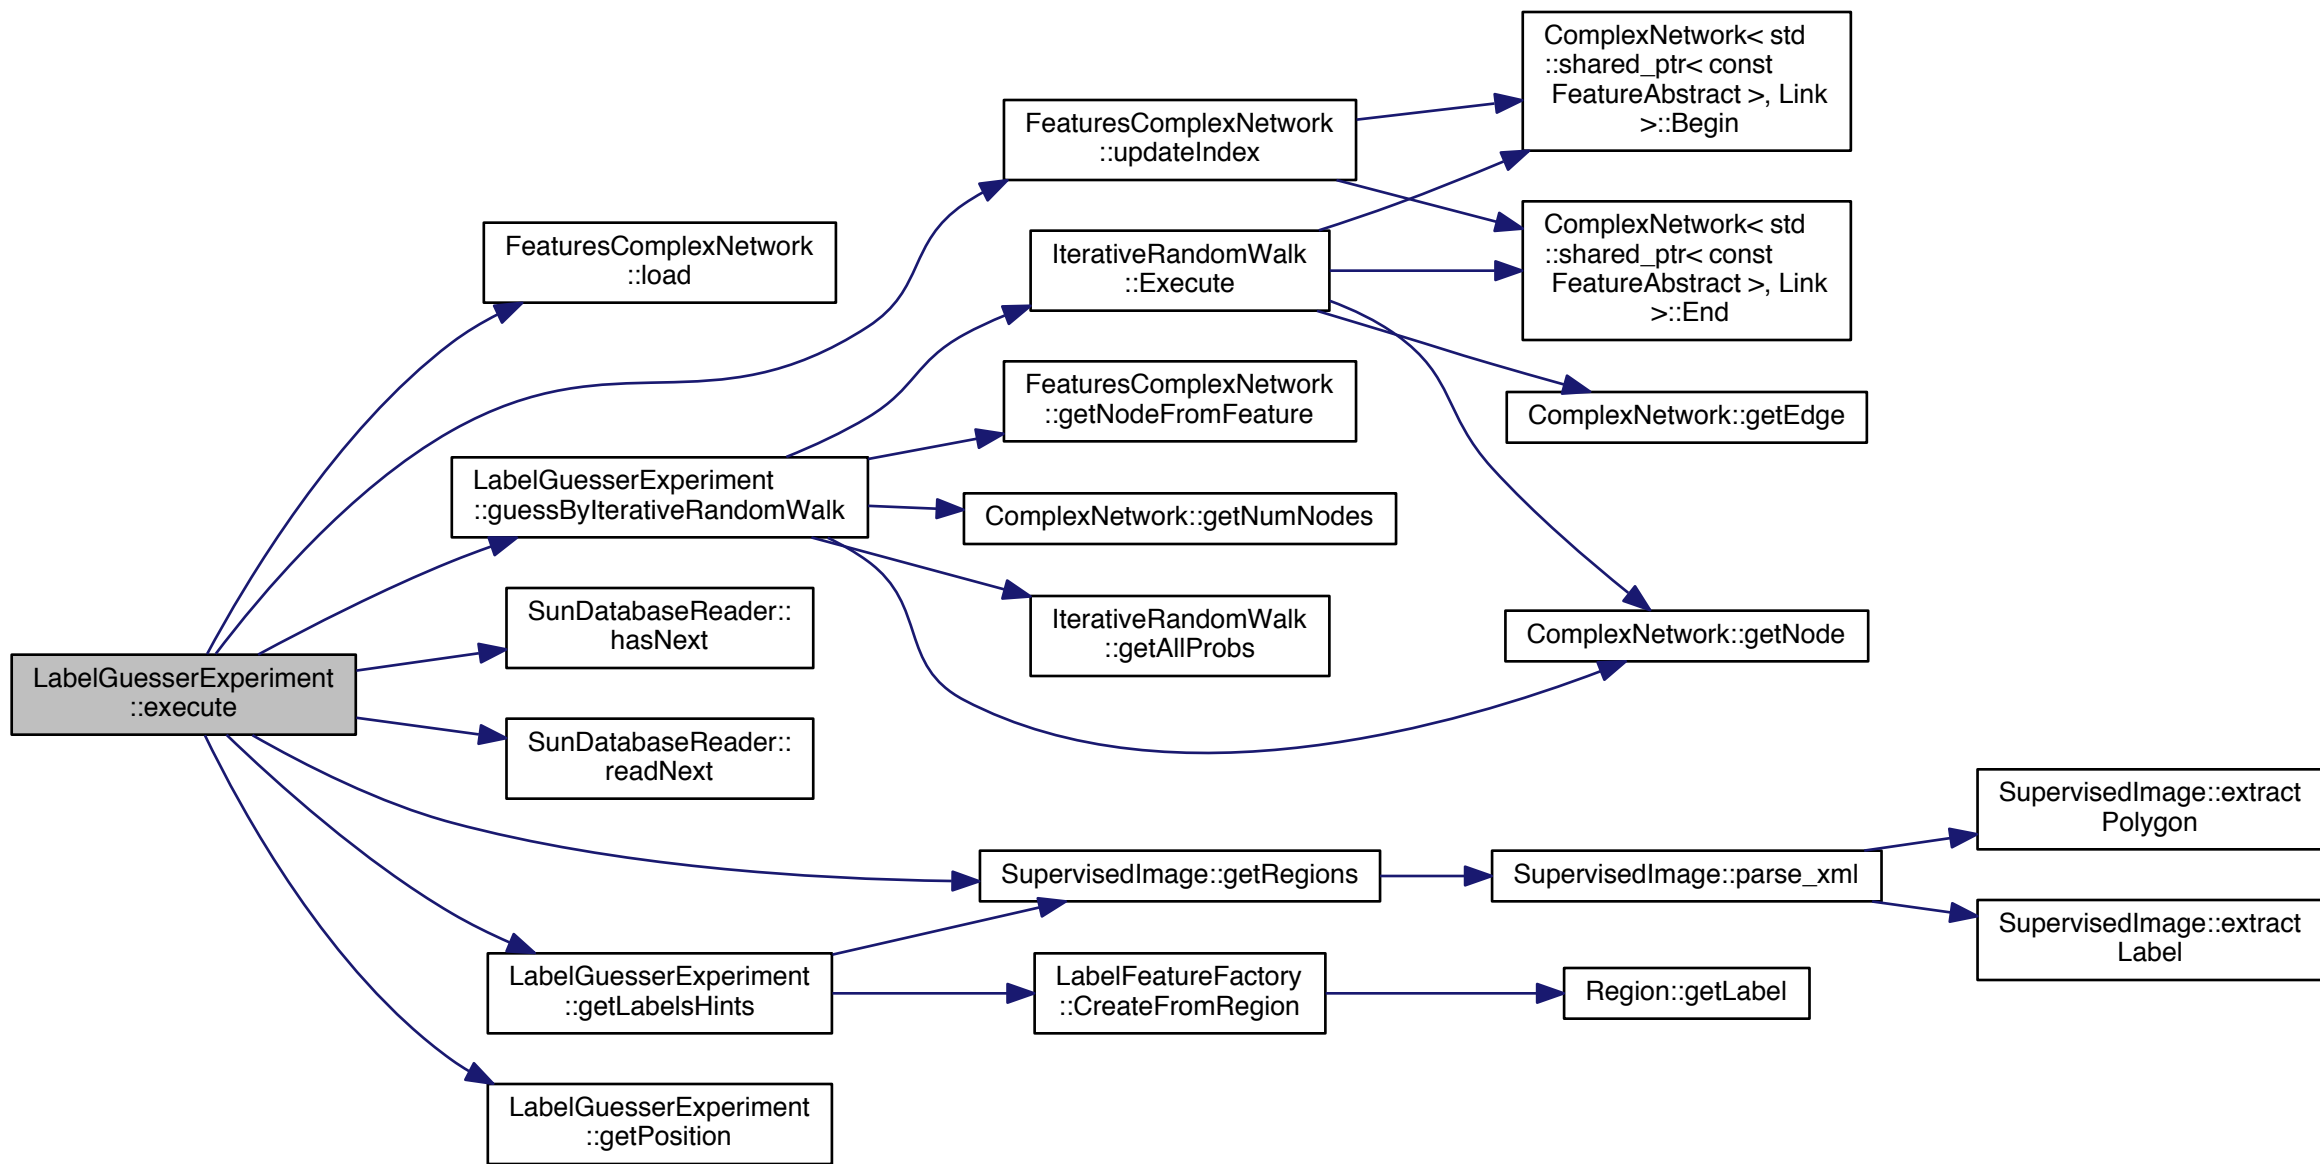 ComplexNetwork< std
::shared_ptr< const
FeatureAbstract >, Link
>::Begin
FeaturesComplexNetwork
::updateIndex
ComplexNetwork< std
::shared_ptr< const
FeatureAbstract >, Link
>::End
FeaturesComplexNetwork
::load
IterativeRandomWalk
::Execute
FeaturesComplexNetwork
::getNodeFromFeature
ComplexNetwork::getEdge
LabelGuesserExperiment
::guessByIterativeRandomWalk
ComplexNetwork::getNumNodes
SunDatabaseReader::
hasNext
IterativeRandomWalk
::getAllProbs
ComplexNetwork::getNode
LabelGuesserExperiment
::execute
SunDatabaseReader::
readNext
SupervisedImage::extract
Polygon
SupervisedImage::getRegions
SupervisedImage::parse_xml
SupervisedImage::extract
Label
LabelGuesserExperiment
::getLabelsHints
LabelFeatureFactory
::CreateFromRegion
Region::getLabel
LabelGuesserExperiment
::getPosition